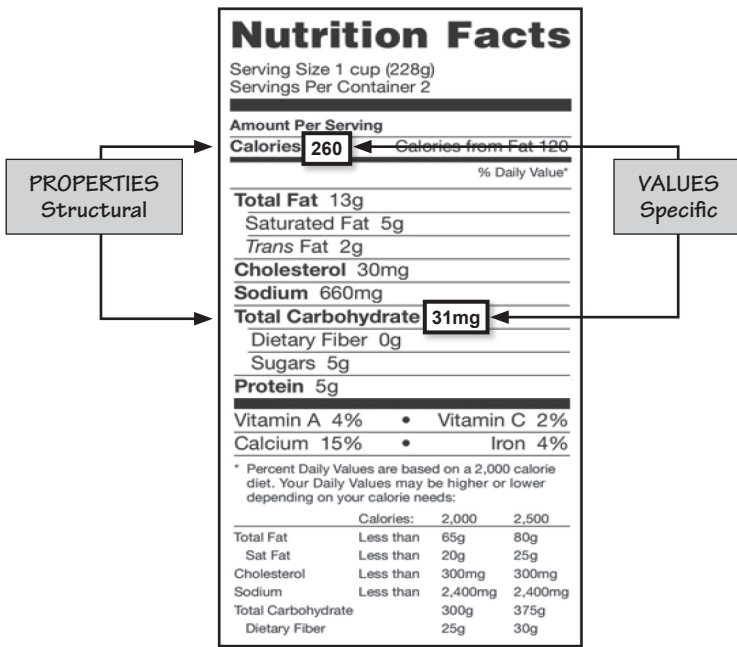 Nutrition Facts
Serving Size 1 cup (228g)
Servings Per Container 2
Amount Per Serving
Calories 260 Calories from Fat 120
% Daily Value*
PROPERTIES
Structural
VALUES
Specific
Total Fat 13g
Saturated Fat 5g
Trans Fat 2g
Cholesterol 30mg
Sodium 660mg
Total Carbohydrate 31mg
Dietary Fiber 0g
Sugars 5g
Protein 5g
Vitamin A 4% • Vitamin C 2%
Calcium 15% • Iron 4%
* Percent Daily Values are based on a 2,000 calorie
diet. Your Daily Values may be higher or lower
depending on your calorie needs:
Calories: 2,000 2,500
Total Fat Less than 65g 80g
Sat Fat Less than 20g 25g
Cholesterol Less than 300mg 300mg
Sodium Less than 2,400mg 2,400mg
Total Carbohydrate 300g 375g
Dietary Fiber 25g 30g